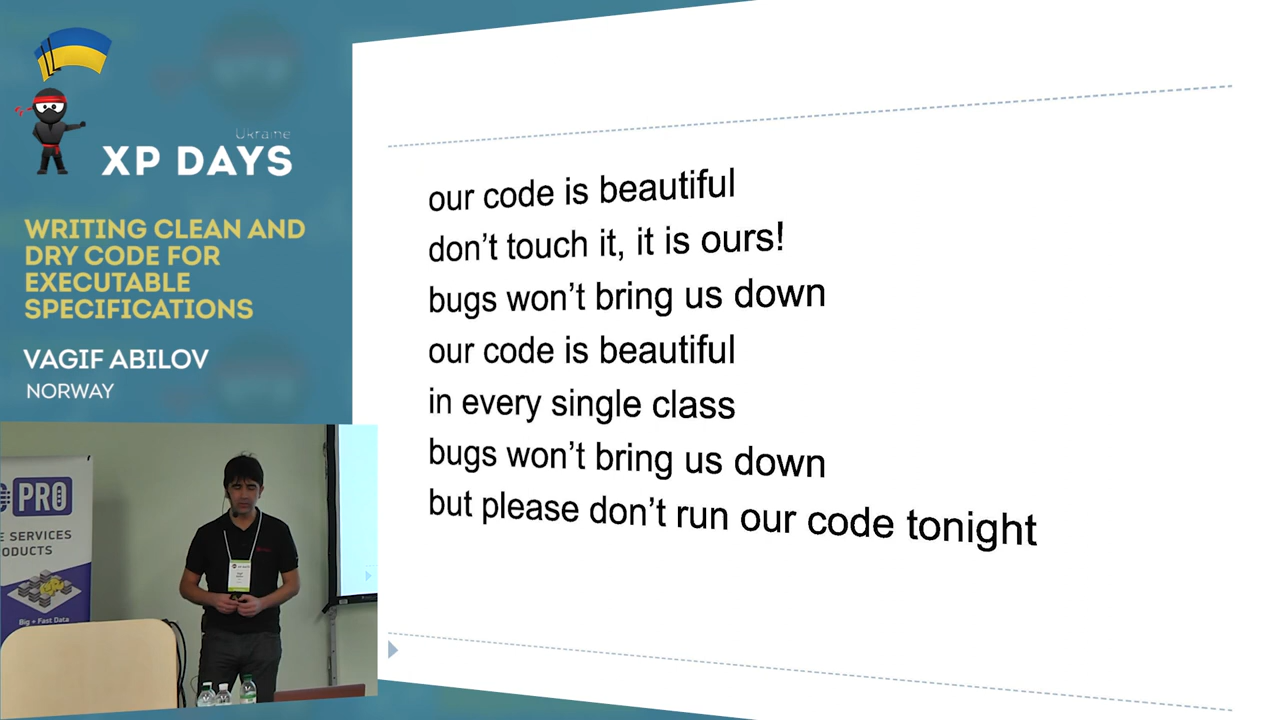 Ukraine
XP DAYS
WRITING CLEAN AND
DRY CODE FOR
EXECUTABLE
SPECIFICATIONS
VAGIF ABILOV
NORWAY
our code is beautiful
don't touch it, it is ours!
bugs won't bring us down
our code is beautiful
in every single class
bugs won't bring us down
but please don't run our code tonight
PRO
E SERVICES
ODUCTS
Big + Fast Data